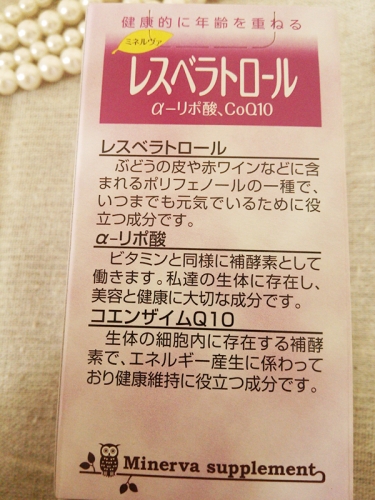 健康的に年齢を重ねる
ミネルヴァ
レスベラトロール
α−リポ酸、CoQ10
レスベラトロール
ぶどうの皮や赤ワインなどに含
まれるポリフェノールの一種で、
いつまでも元気でいるために役
立つ成分です。
α−リポ酸
ビタミンと同様に補酵素として
働きます。私達の生体に存在し、
美容と健康に大切な成分です。
コエンザイムQ10
生体の細胞内に存在する補酵
素で、エネルギー産生に係わって
おり健康維持に役立つ成分です。
Minerva supplement